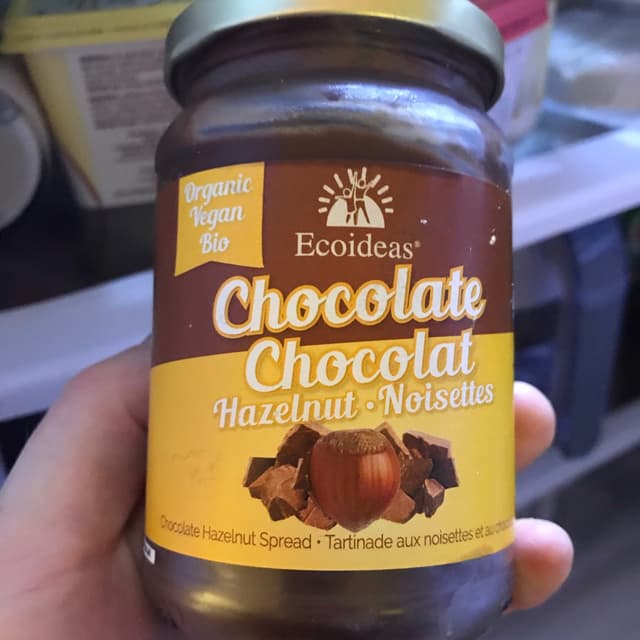 Organic
Vegan
Bio
Ecoideas®
Chocolate
Chocolat
Hazelnut • Noisettes
Chocolate Hazelnut Spread • Tartinade aux noisettes et au